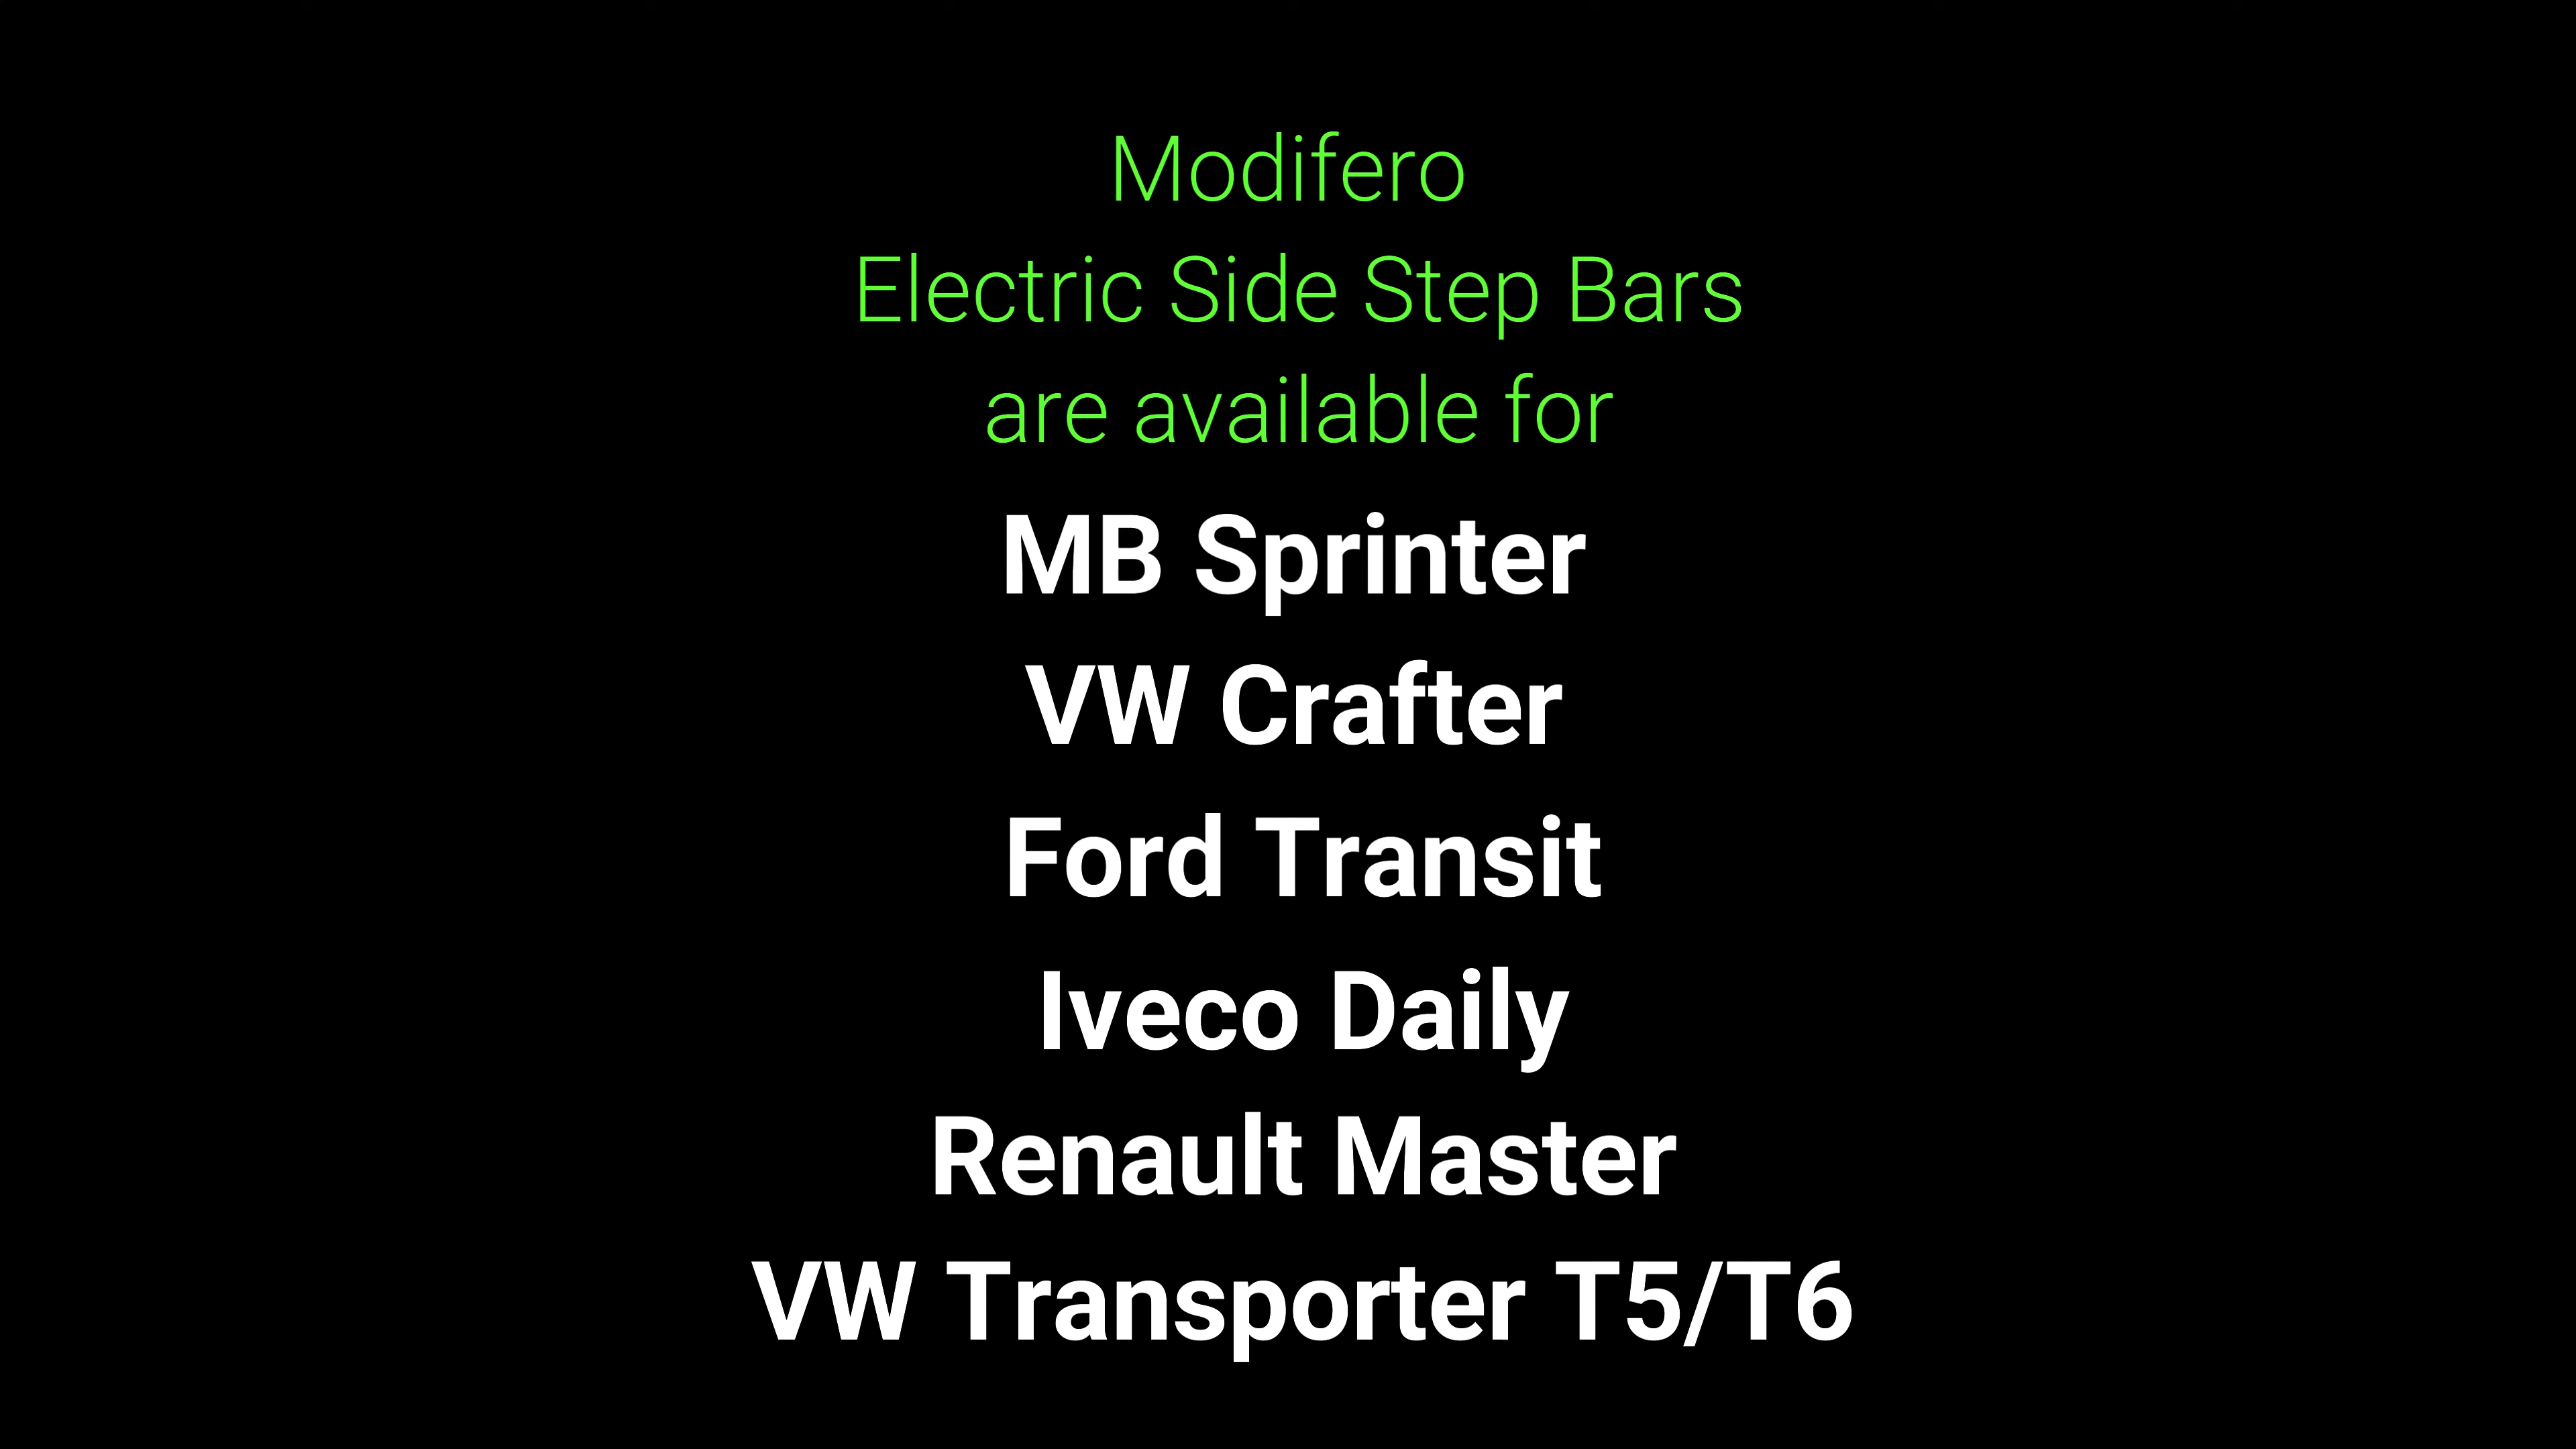 Modifero
Electric Side Step Bars
are available for
MB Sprinter
VW Crafter
Ford Transit
Iveco Daily
Renault Master
VW Transporter T5/T6